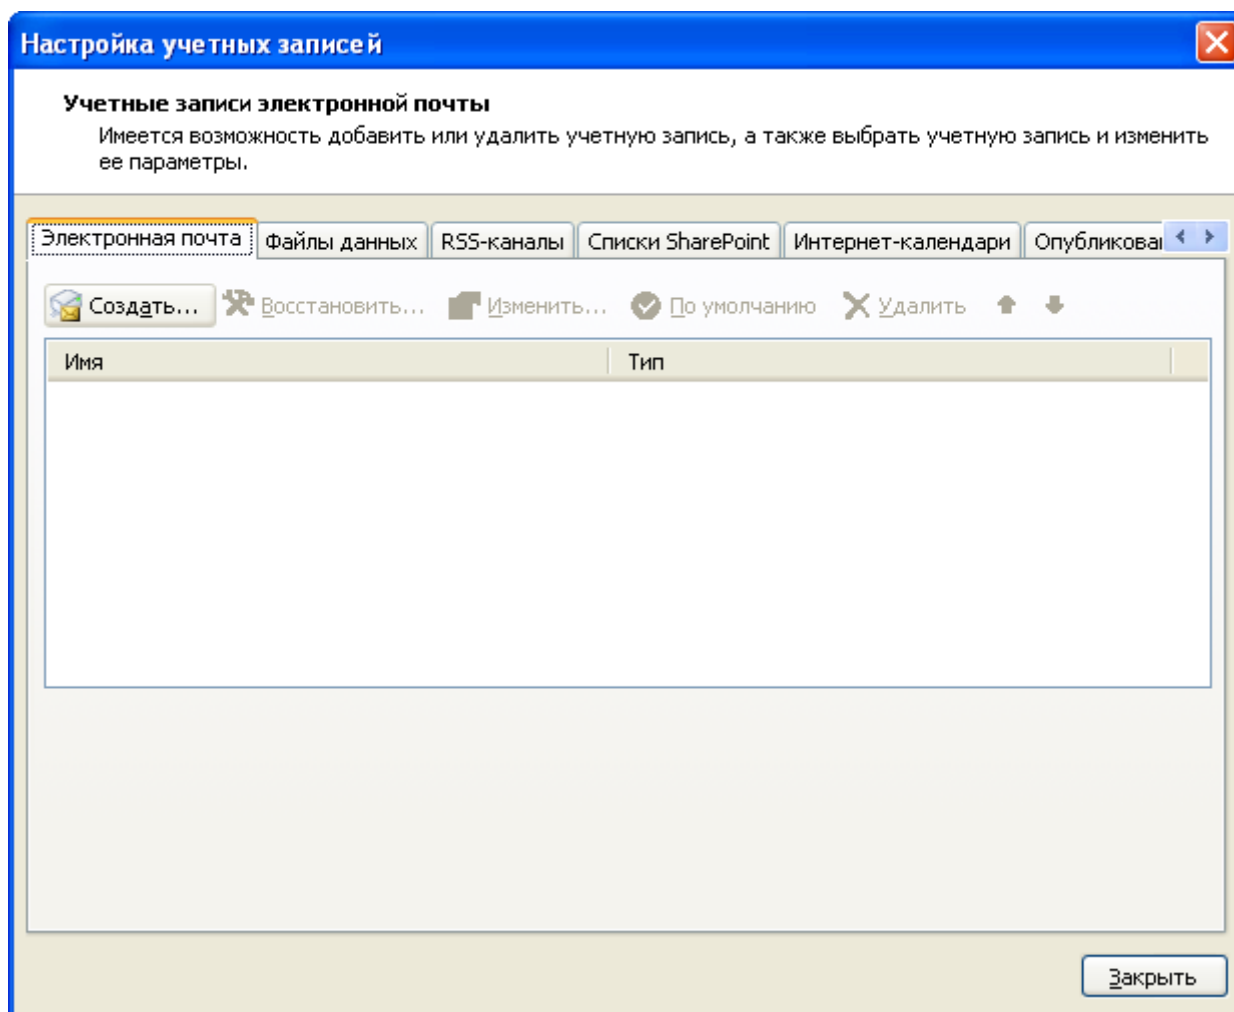 Настройка учетных записей
Учетные записи электронной почты
Имеется возможность добавить или удалить учетную запись, а также выбрать учетную запись и изменить
ее параметры.
Электронная почта Файлы данных RSS-каналы Списки SharePoint Интернет-календари Опубликован
Создать... Восстановить... Изменить... По умолчанию Удалить
Имя Тип
Закрыть